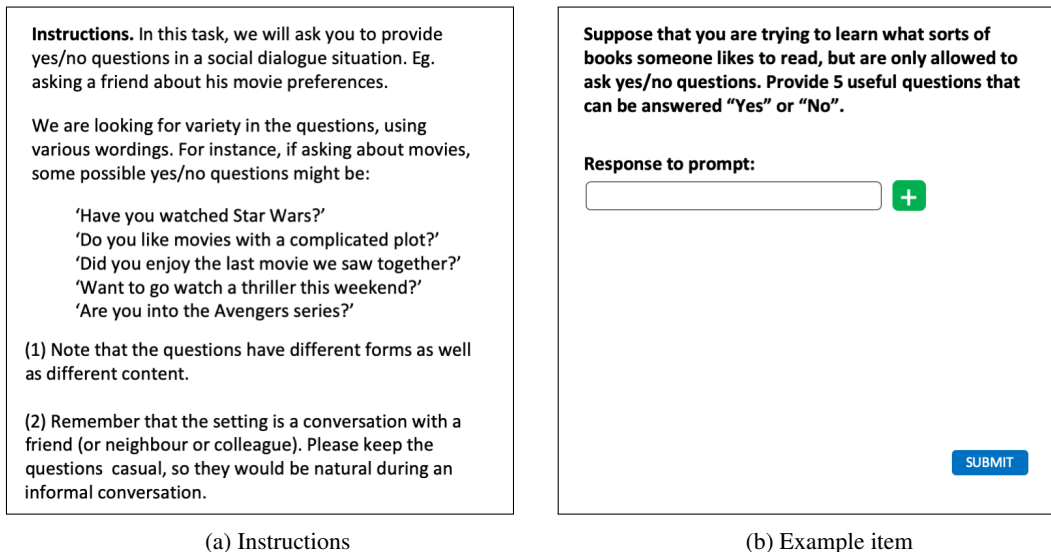 Instructions. In this task, we will ask you to provide
yes/no questions in a social dialogue situation. Eg.
asking a friend about his movie preferences.
We are looking for variety in the questions, using
various wordings. For instance, if asking about movies,
some possible yes/no questions might be:
‘Have you watched Star Wars?’
‘Do you like movies with a complicated plot?’
‘Did you enjoy the last movie we saw together?’
‘Want to go watch a thriller this weekend?’
‘Are you into the Avengers series?’
(1) Note that the questions have different forms as well
as different content.
(2) Remember that the setting is a conversation with a
friend (or neighbour or colleague). Please keep the
questions casual, so they would be natural during an
informal conversation.
(a) Instructions
Suppose that you are trying to learn what sorts of
books someone likes to read, but are only allowed to
ask yes/no questions. Provide 5 useful questions that
can be answered “Yes” or “No”.
Response to prompt:
+
SUBMIT
(b) Example item